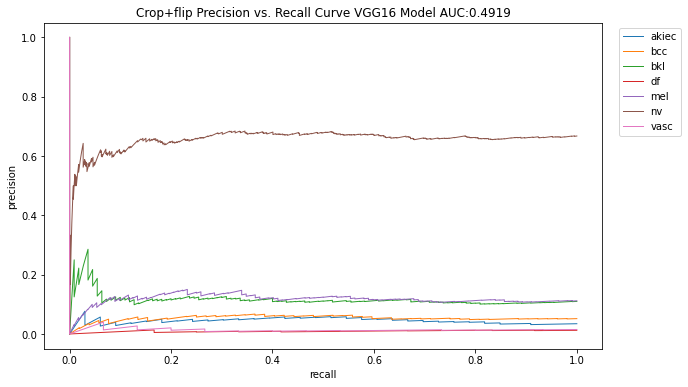 Crop+flip Precision vs. Recall Curve VGG16 Model AUC:0.4919
1.0
0.8
0.6
0.4
0.2
0.0
precision
0.0 0.2 0.4 0.6 0.8 1.0
recall
akiec
bcc
bkl
df
mel
nv
vasc